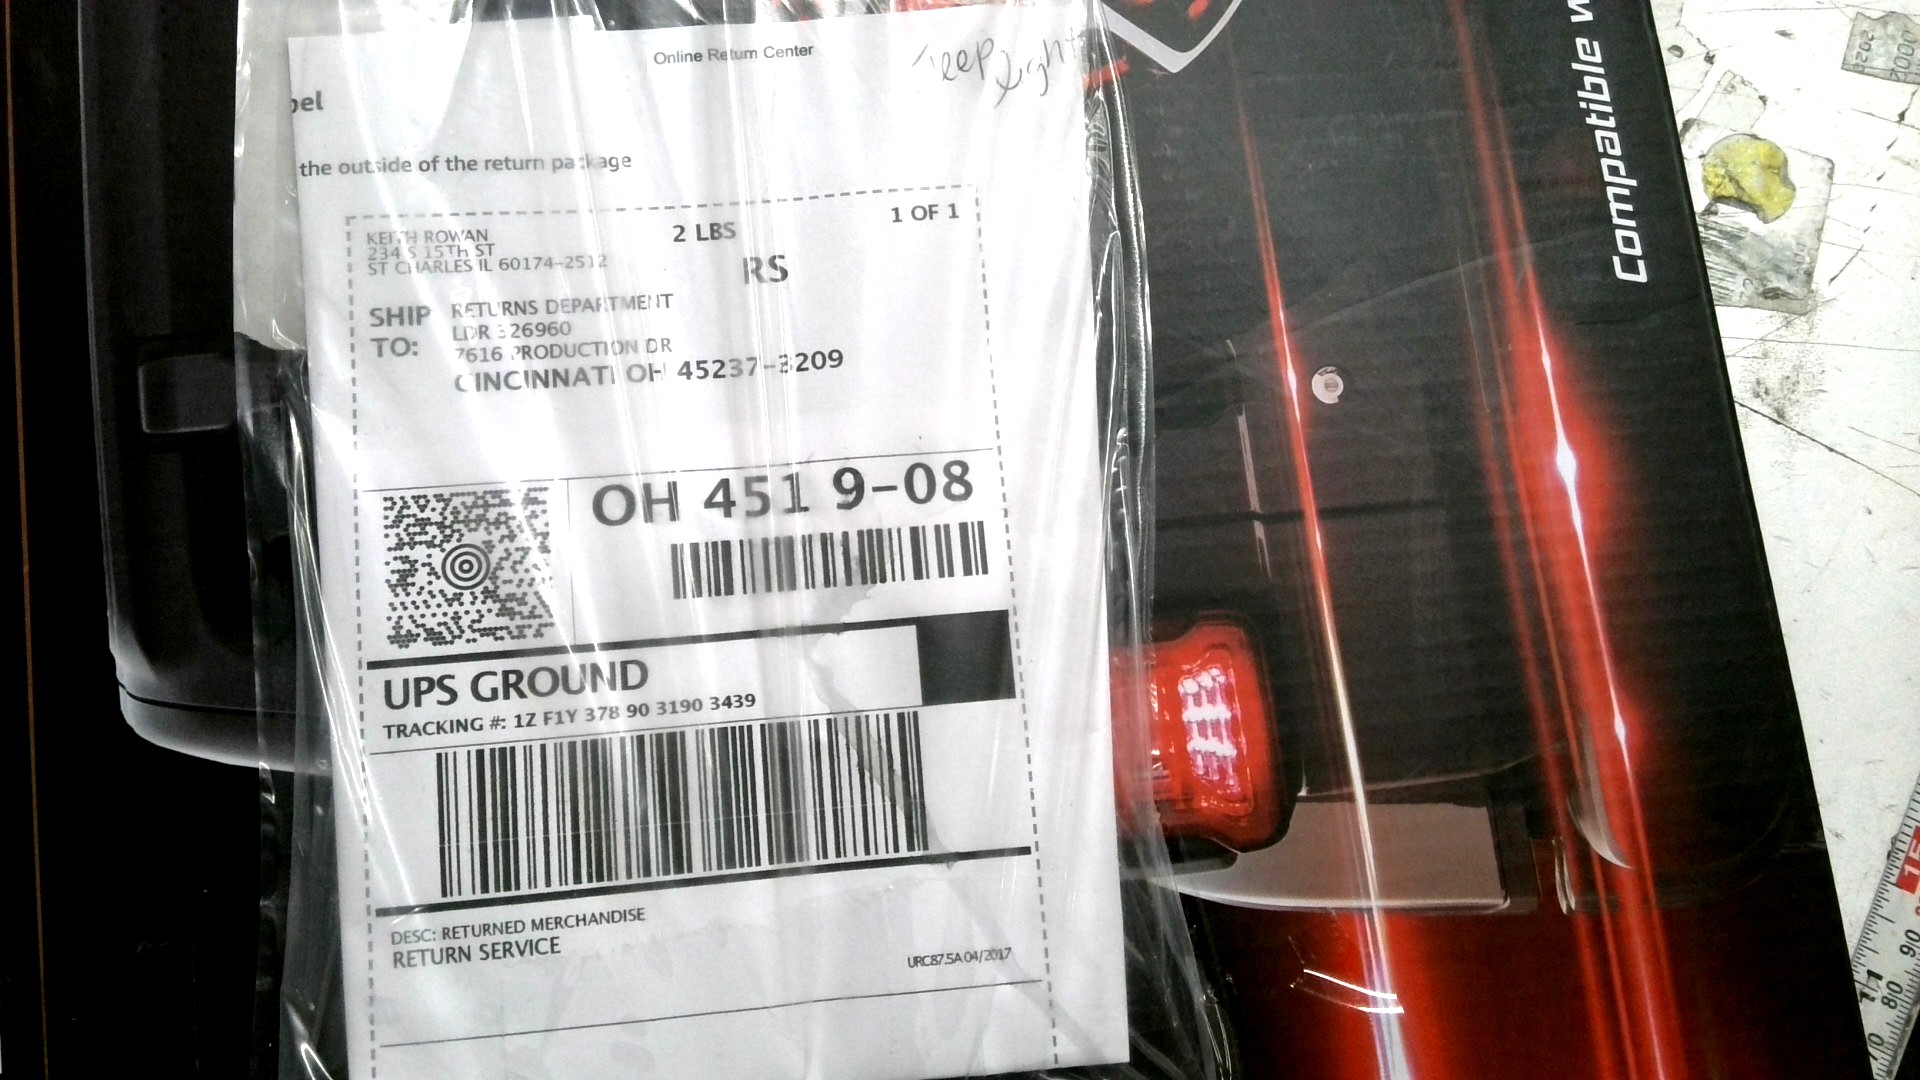 Online Return Center
Jeep Light
bel
the outside of the return package
KEITH ROWAN
2 LBS
1 OF 1
234 S 15TH ST
ST CHARLES IL 60174-2512
RS
SHIP TO:
RETURNS DEPARTMENT
LDR 326960
7616 PRODUCTION DR
CINCINNATI OH 45237-3209
OH 451 9-08
UPS GROUND
TRACKING #: 1Z F1Y 378 90 3190 3439
DESC: RETURNED MERCHANDISE
RETURN SERVICE
URC87.5A 04/2017
Compatible w